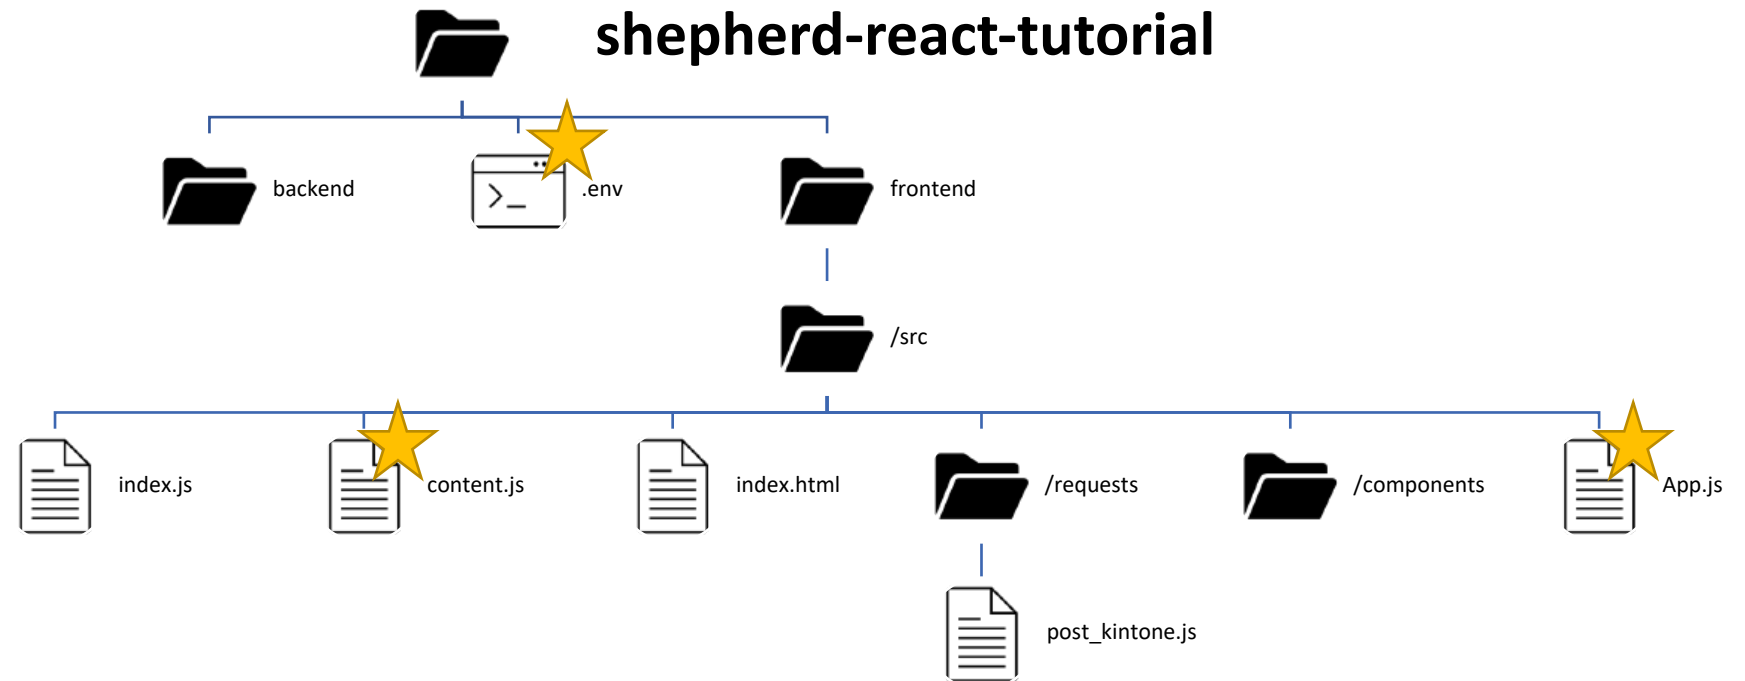 shepherd-react-tutorial
backend
.env
frontend
/src
index.js
content.js
index.html
/requests
/components
App.js
post_kintone.js